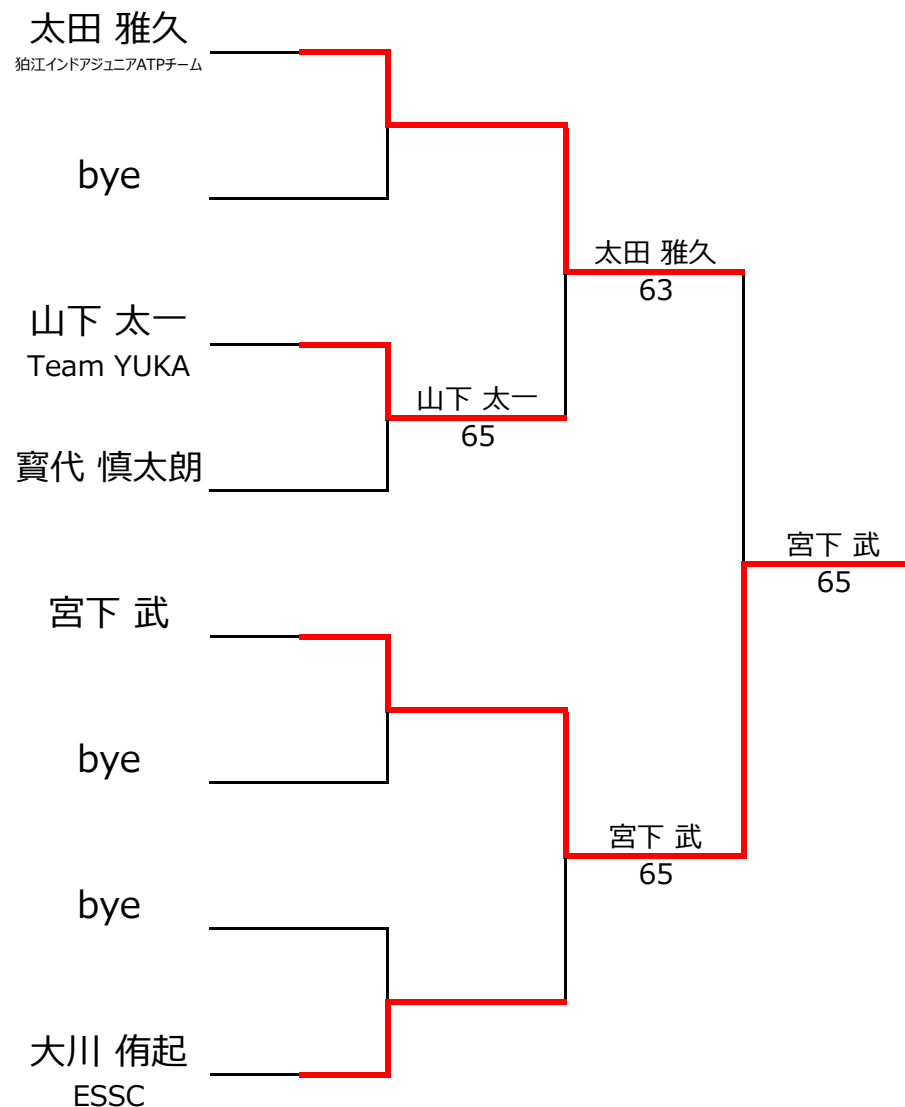 太田 雅久
狛江インドアジュニアATPチーム
bye
太田 雅久
63
山下 太一
Team YUKA
山下 太一
65
寳代 慎太朗
宮下 武
65
宮下 武
bye
宮下 武
65
bye
大川 侑起
ESSC